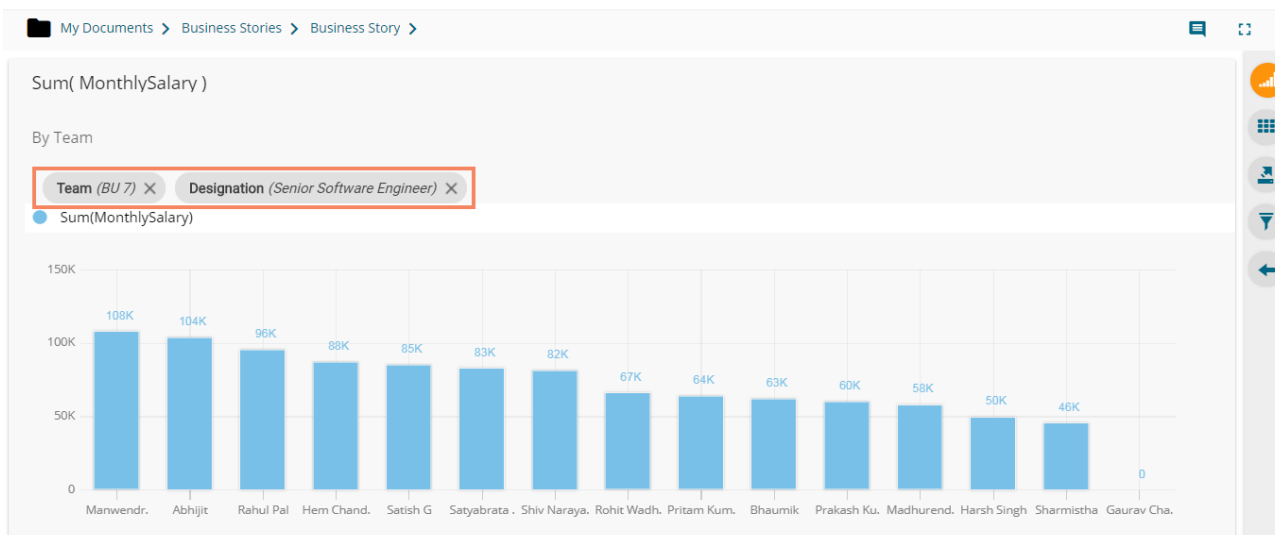 My Documents > Business Stories > Business Story >
Sum( MonthlySalary )
By Team
Team (BU 7) × Designation (Senior Software Engineer) ×
Sum(MonthlySalary)
150K
100K
50K
0
108K 104K 96K 88K 85K 83K 82K 67K 64K 63K 60K 58K 50K 46K 0
Manwendr. Abhijit Rahul Pal Hem Chand. Satish G Satyabrata . Shiv Naraya. Rohit Wadh. Pritam Kum. Bhaumik Prakash Ku. Madhurend. Harsh Singh Sharmistha Gaurav Cha.